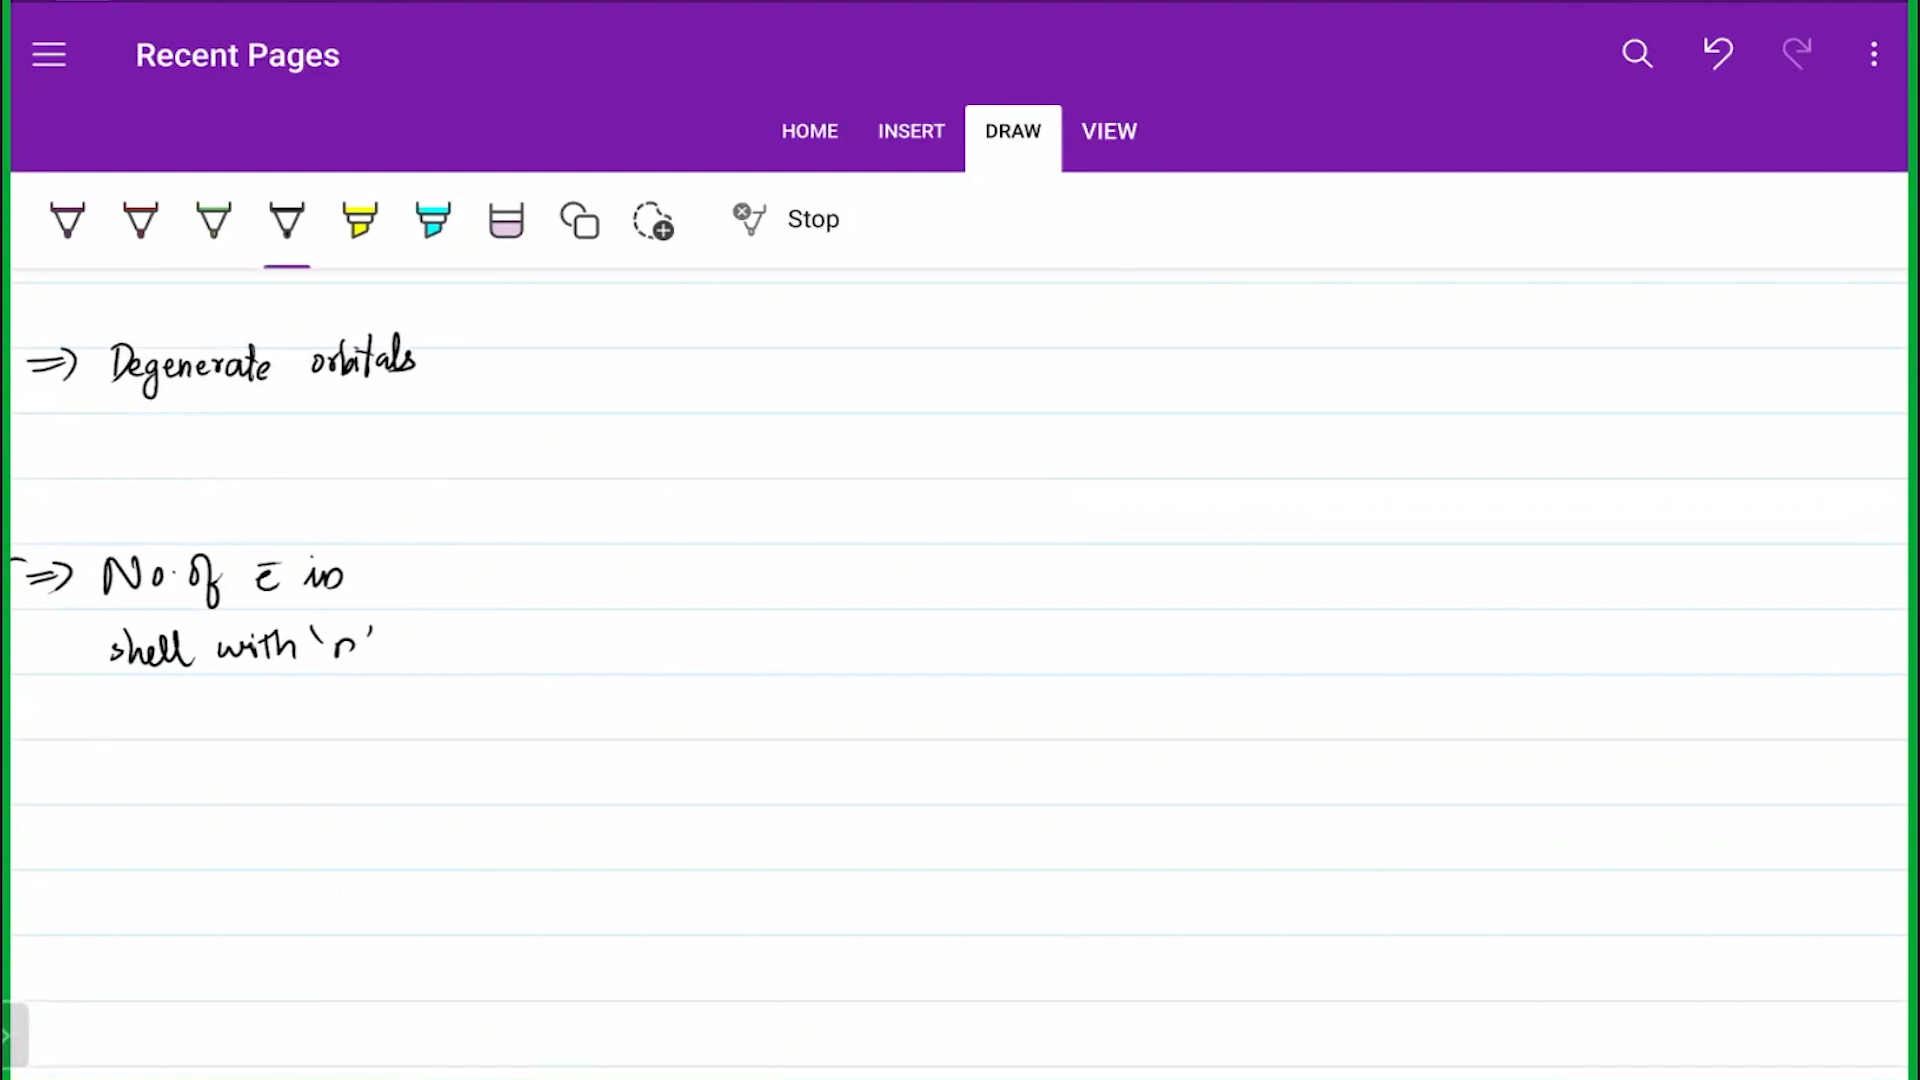 Recent Pages
HOME INSERT DRAW VIEW
Stop
⇒ Degenerate orbitals
⇒ No. of ē in
shell with 'n'